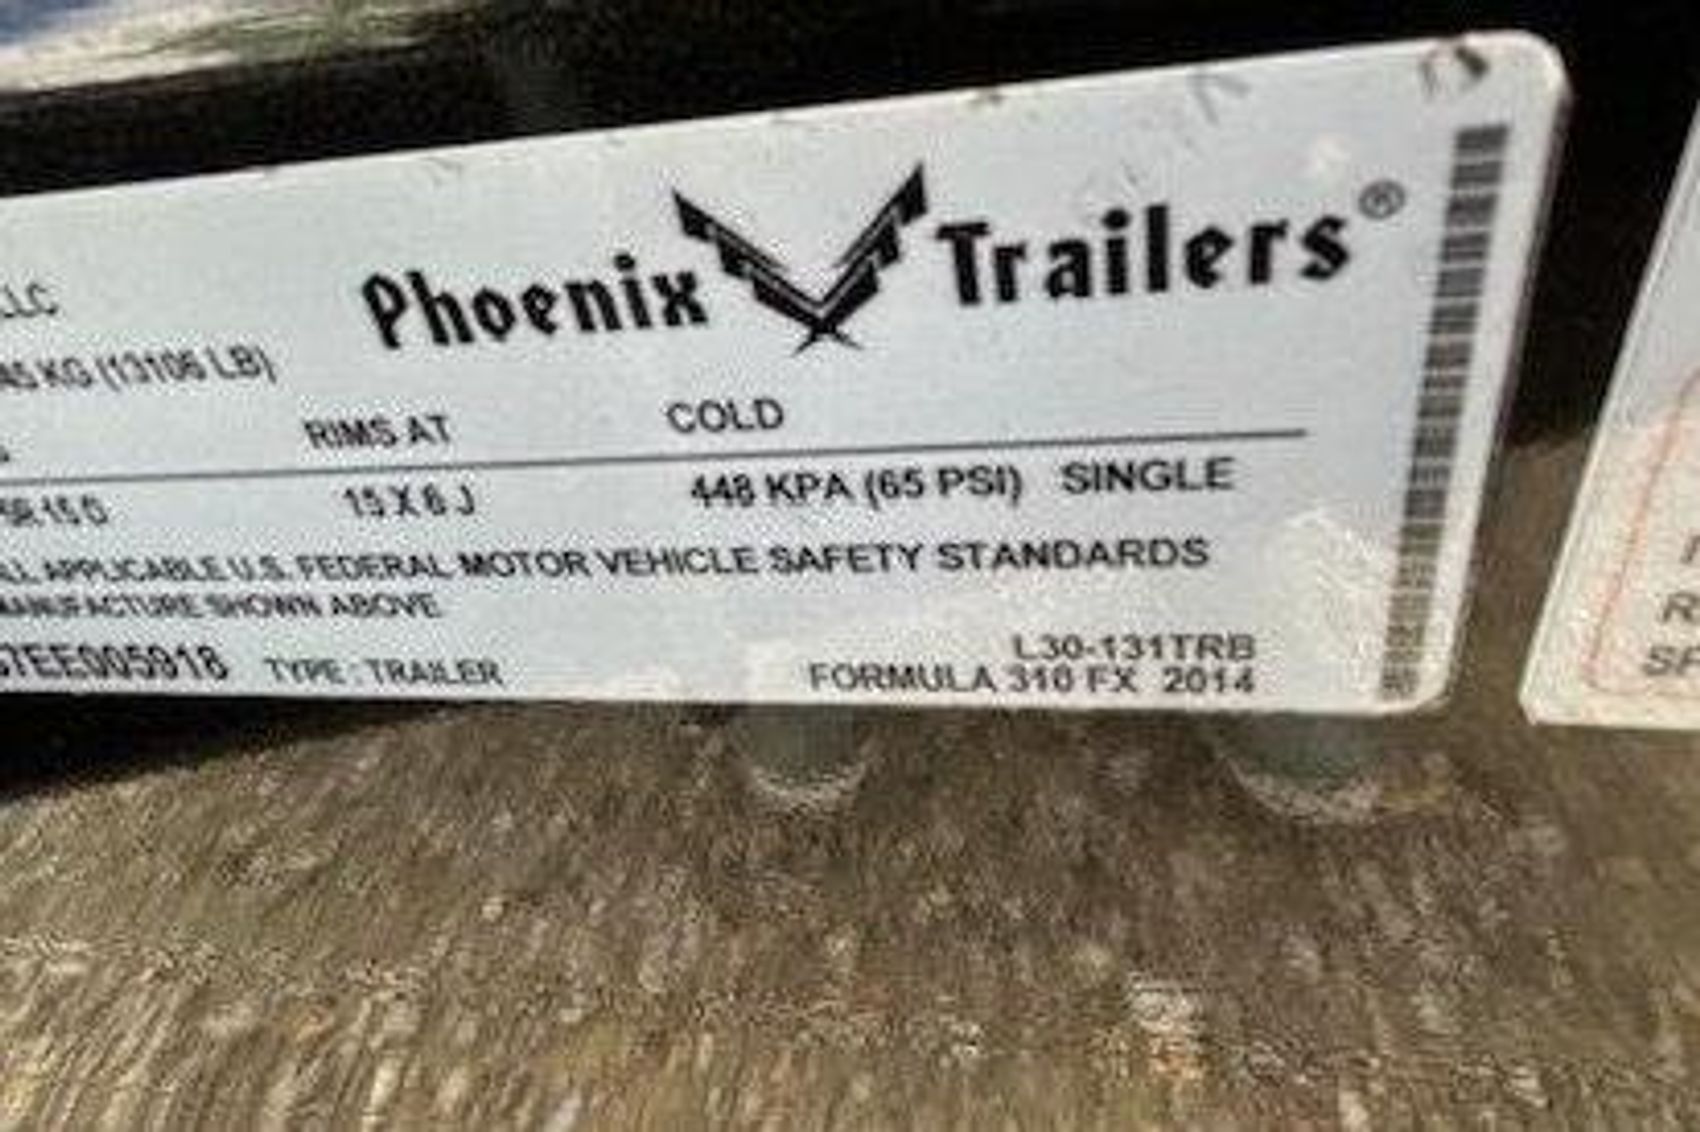 Phoenix Trailers®
LLC
KG (13106 LB)
RIMS AT COLD
15 X 6 J 448 KPA (65 PSI) SINGLE
ALL APPLICABLE U.S. FEDERAL MOTOR VEHICLE SAFETY STANDARDS
MANUFACTURE SHOWN ABOVE
7EE005918 TYPE: TRAILER
L30-131TRB
FORMULA 310 FX 2014